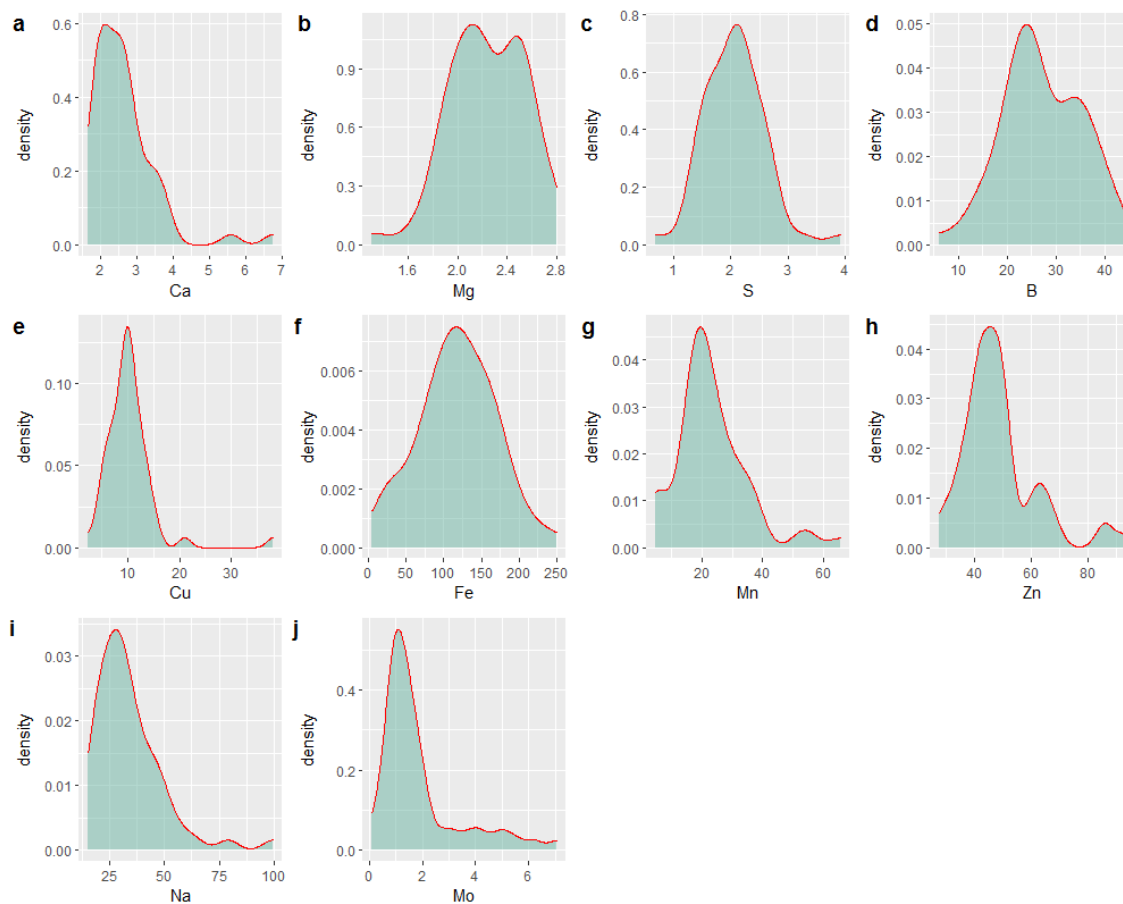 a
0.6
0.4
0.2
0.0
density
2 3 4 5 6 7
Ca
b
0.9
0.6
0.3
0.0
density
1.6 2.0 2.4 2.8
Mg
c
0.8
0.6
0.4
0.2
0.0
density
1 2 3 4
S
d
0.05
0.04
0.03
0.02
0.01
0.00
density
10 20 30 40
B
e
0.10
0.05
0.00
density
10 20 30
Cu
f
0.006
0.004
0.002
0.000
density
0 50 100 150 200 250
Fe
g
0.04
0.03
0.02
0.01
0.00
density
20 40 60
Mn
h
0.04
0.03
0.02
0.01
0.00
density
40 60 80
Zn
i
0.03
0.02
0.01
0.00
density
25 50 75 100
Na
j
0.4
0.2
0.0
density
0 2 4 6
Mo